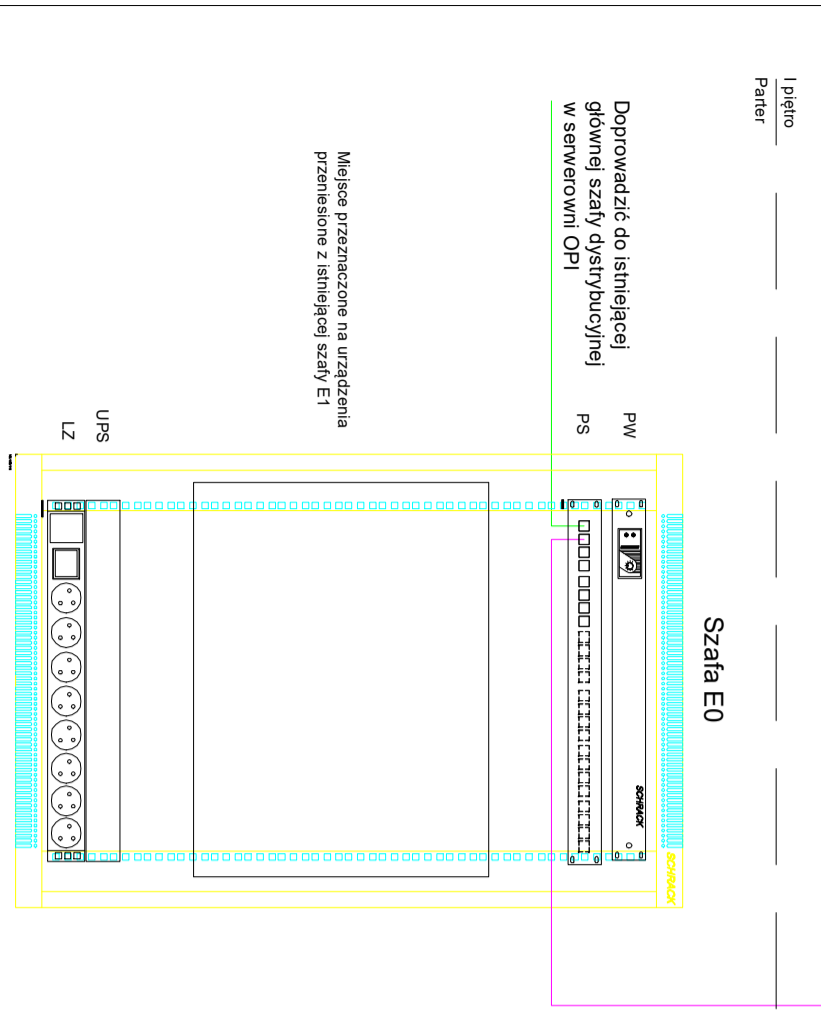 I piętro
Parter
Szafa E0
Doprowadzić do istniejącej
głównej szafy dystrybucyjnej
w serwerowni OPI
PW
PS
SCHRACK
SCHRACK
Miejsce przeznaczone na urządzenia
przeniesione z istniejącej szafy E1
UPS
LZ